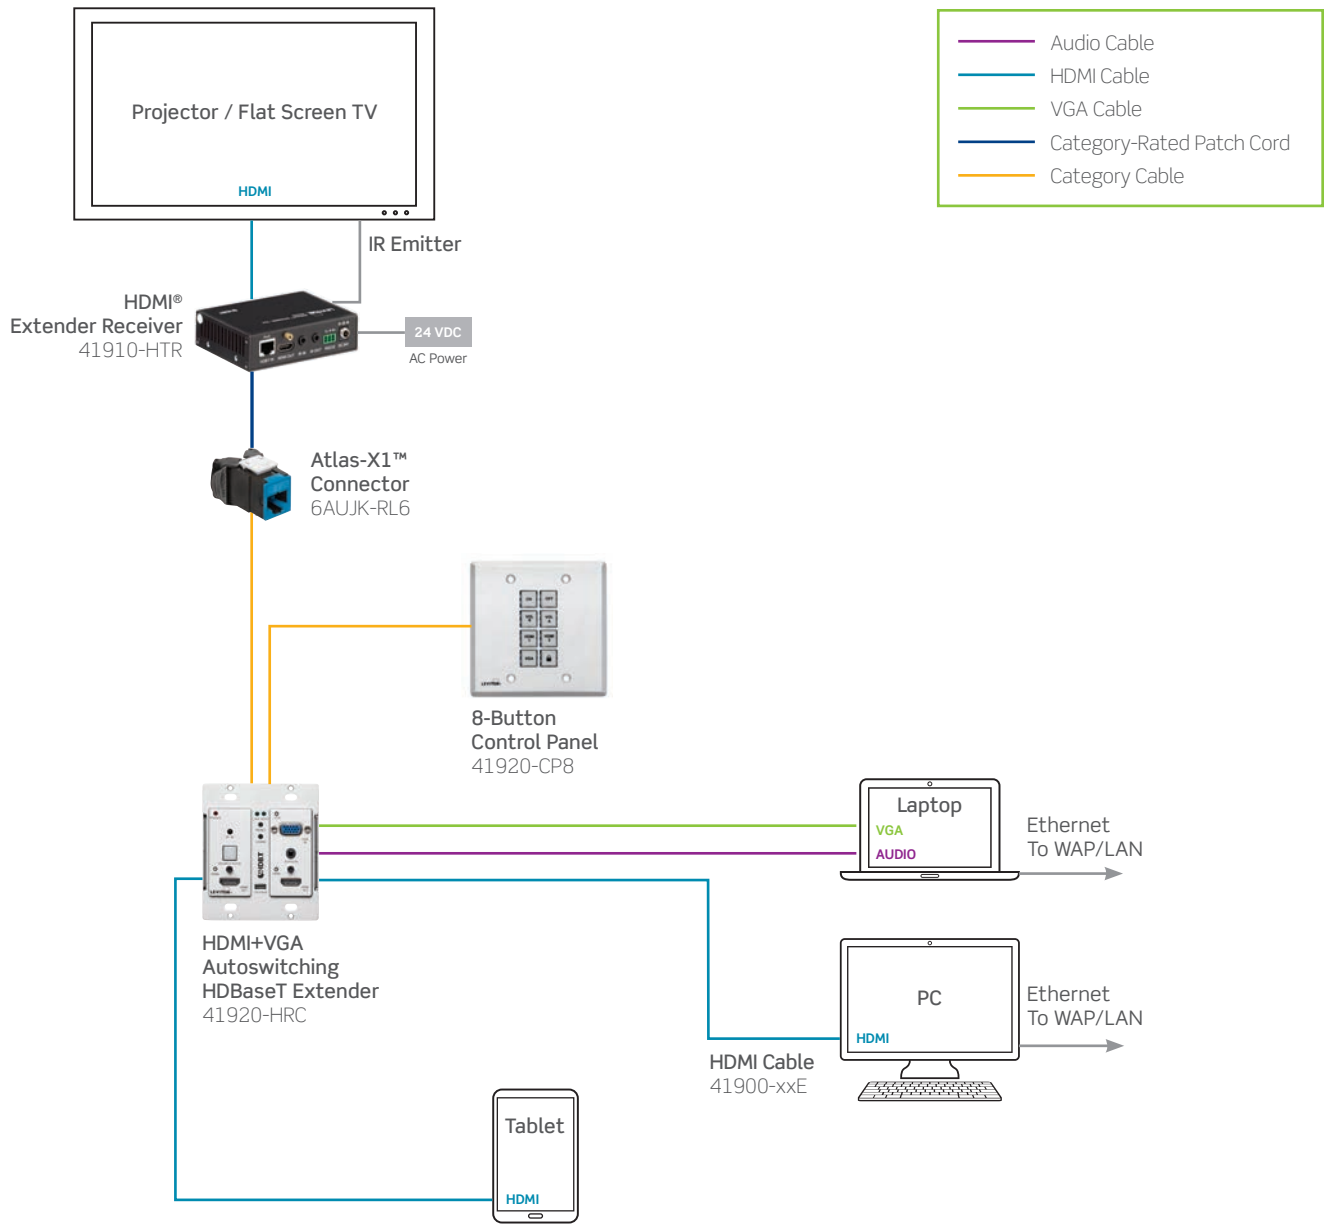 Projector / Flat Screen TV
HDMI
Audio Cable
HDMI Cable
VGA Cable
Category-Rated Patch Cord
Category Cable
IR Emitter
HDMI®
Extender Receiver
41910-HTR
24 VDC
AC Power
Atlas-X1™
Connector
6AUJK-RL6
8-Button
Control Panel
41920-CP8
Laptop
VGA
AUDIO
Ethernet
To WAP/LAN
HDMI+VGA
Autoswitching
HDBaseT Extender
41920-HRC
PC
HDMI
Ethernet
To WAP/LAN
HDMI Cable
41900-xxE
Tablet
HDMI